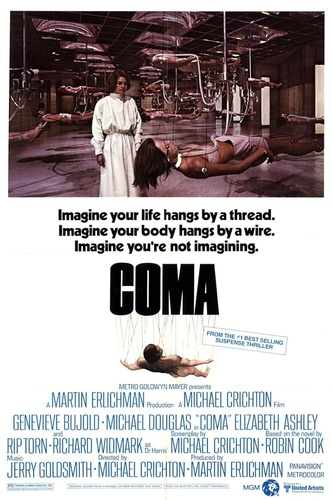 Imagine your life hangs by a thread.
Imagine your body hangs by a wire.
Imagine you're not imagining.
COMA
FROM THE #1 BEST SELLING
SUSPENSE THRILLER
METRO-GOLDWYN-MAYER presents
A MARTIN ERLICHMAN Production A MICHAEL CRICHTON Film
GENEVIEVE BUJOLD · MICHAEL DOUGLAS in "COMA" ELIZABETH ASHLEY
and RIP TORN · and RICHARD WIDMARK as Dr. Harris Screenplay by MICHAEL CRICHTON · Based on the novel by ROBIN COOK
Music- JERRY GOLDSMITH · Directed by MICHAEL CRICHTON · Produced by MARTIN ERLICHMAN
PANAVISION®
METROCOLOR
MGM
United Artists